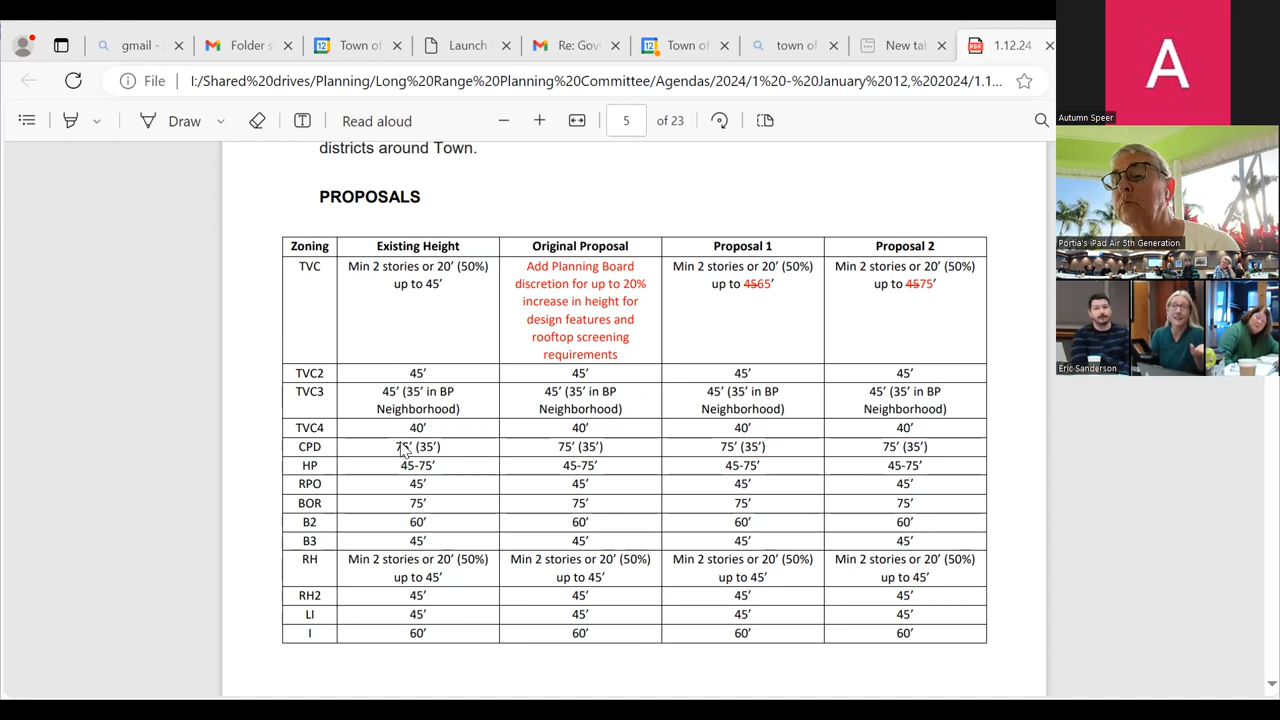 gmail -
Folder s
Town of
Launch
Re: Gov
Town of
town of
New tab
1.12.24
File
I:/Shared%20drives/Planning/Long%20Range%20Planning%20Committee/Agendas/2024/1%20-%20January%2012,%202024/1.1...
Draw
Read aloud
5
of 23
districts around Town.
PROPOSALS
Zoning Existing Height Original Proposal Proposal 1 Proposal 2
TVC Min 2 stories or 20’ (50%) Add Planning Board Min 2 stories or 20’ (50%) Min 2 stories or 20’ (50%)
up to 45’ discretion for up to 20% up to 4565’ up to 4575’
increase in height for
design features and
rooftop screening
requirements
TVC2 45’ 45’ 45’ 45’
TVC3 45’ (35’ in BP 45’ (35’ in BP 45’ (35’ in BP 45’ (35’ in BP
Neighborhood) Neighborhood) Neighborhood) Neighborhood)
TVC4 40’ 40’ 40’ 40’
CPD 75’ (35’) 75’ (35’) 75’ (35’) 75’ (35’)
HP 45-75’ 45-75’ 45-75’ 45-75’
RPO 45’ 45’ 45’ 45’
BOR 75’ 75’ 75’ 75’
B2 60’ 60’ 60’ 60’
B3 45’ 45’ 45’ 45’
RH Min 2 stories or 20’ (50%) Min 2 stories or 20’ (50%) Min 2 stories or 20’ (50%) Min 2 stories or 20’ (50%)
up to 45’ up to 45’ up to 45’ up to 45’
RH2 45’ 45’ 45’ 45’
LI 45’ 45’ 45’ 45’
I 60’ 60’ 60’ 60’
A
Autumn Speer
Portia's iPad Air 5th Generation
Eric Sanderson